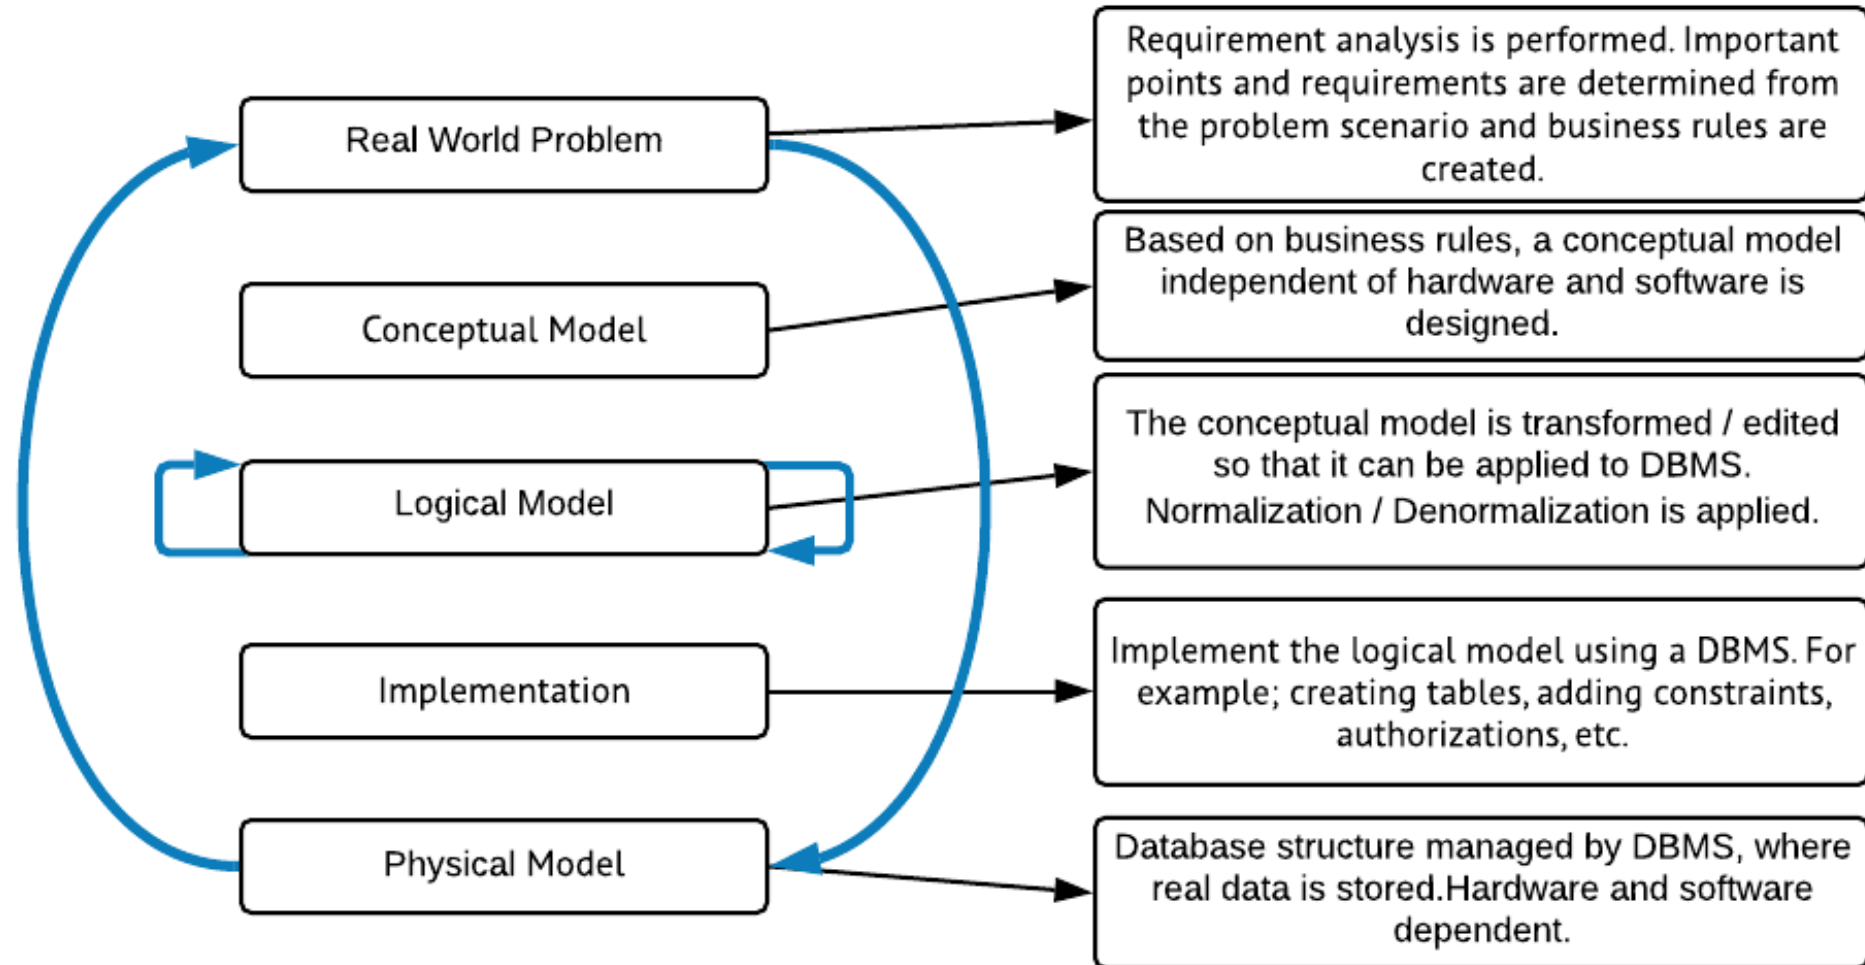 Real World Problem
Requirement analysis is performed. Important
points and requirements are determined from
the problem scenario and business rules are
created.
Conceptual Model
Based on business rules, a conceptual model
independent of hardware and software is
designed.
Logical Model
The conceptual model is transformed / edited
so that it can be applied to DBMS.
Normalization / Denormalization is applied.
Implementation
Implement the logical model using a DBMS. For
example; creating tables, adding constraints,
authorizations, etc.
Physical Model
Database structure managed by DBMS, where
real data is stored.Hardware and software
dependent.